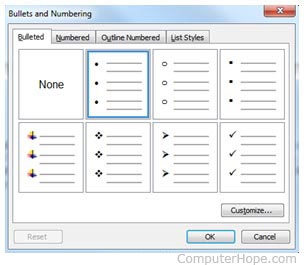 Bullets and Numbering
Bulleted Numbered Outline Numbered List Styles
None
Customize...
Reset OK Cancel
ComputerHope.com